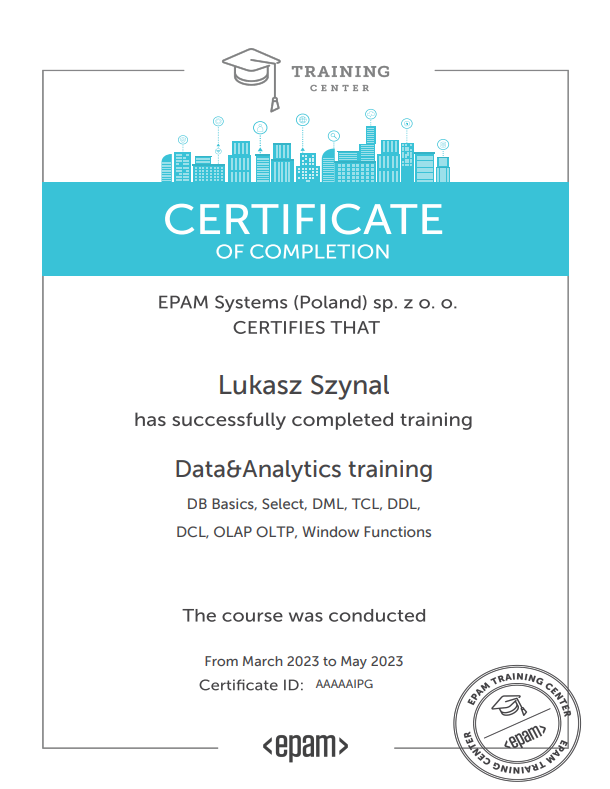 TRAINING
CENTER
CERTIFICATE
OF COMPLETION
EPAM Systems (Poland) sp. z o. o.
CERTIFIES THAT
Lukasz Szynal
has successfully completed training
Data&Analytics training
DB Basics, Select, DML, TCL, DDL,
DCL, OLAP OLTP, Window Functions
The course was conducted
From March 2023 to May 2023
Certificate ID: AAAAAIPG
<epam>
EPAM TRAINING CENTER
<epam>
EPAM TRAINING CENTER